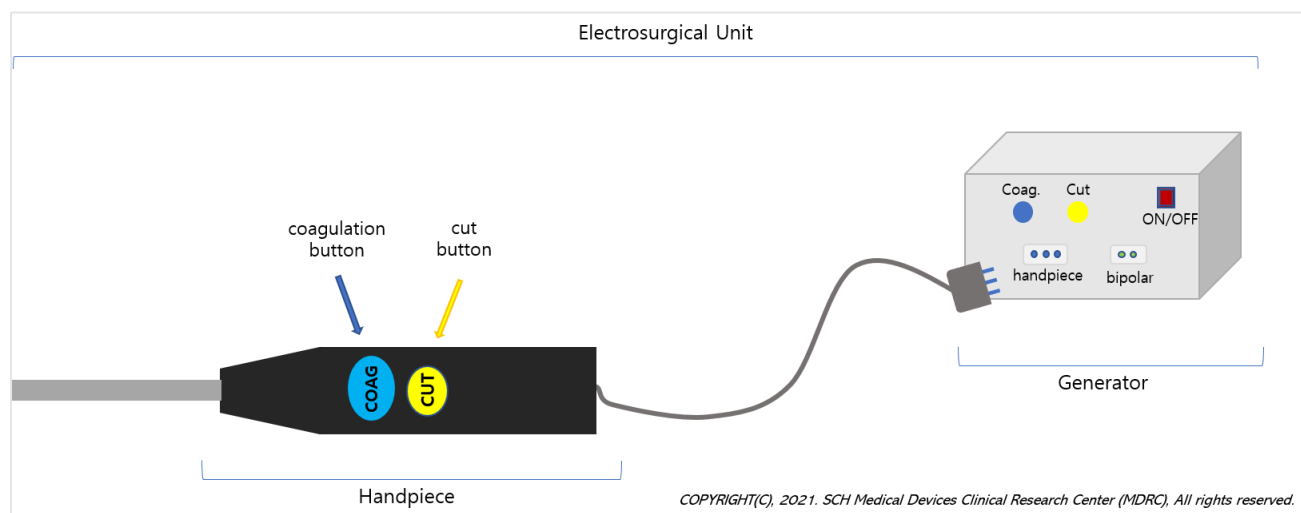 Electrosurgical Unit
coagulation
button
cut
button
Coag.
Cut
ON/OFF
handpiece
bipolar
COAG
CUT
Generator
Handpiece
COPYRIGHT(C), 2021. SCH Medical Devices Clinical Research Center (MDRC), All rights reserved.